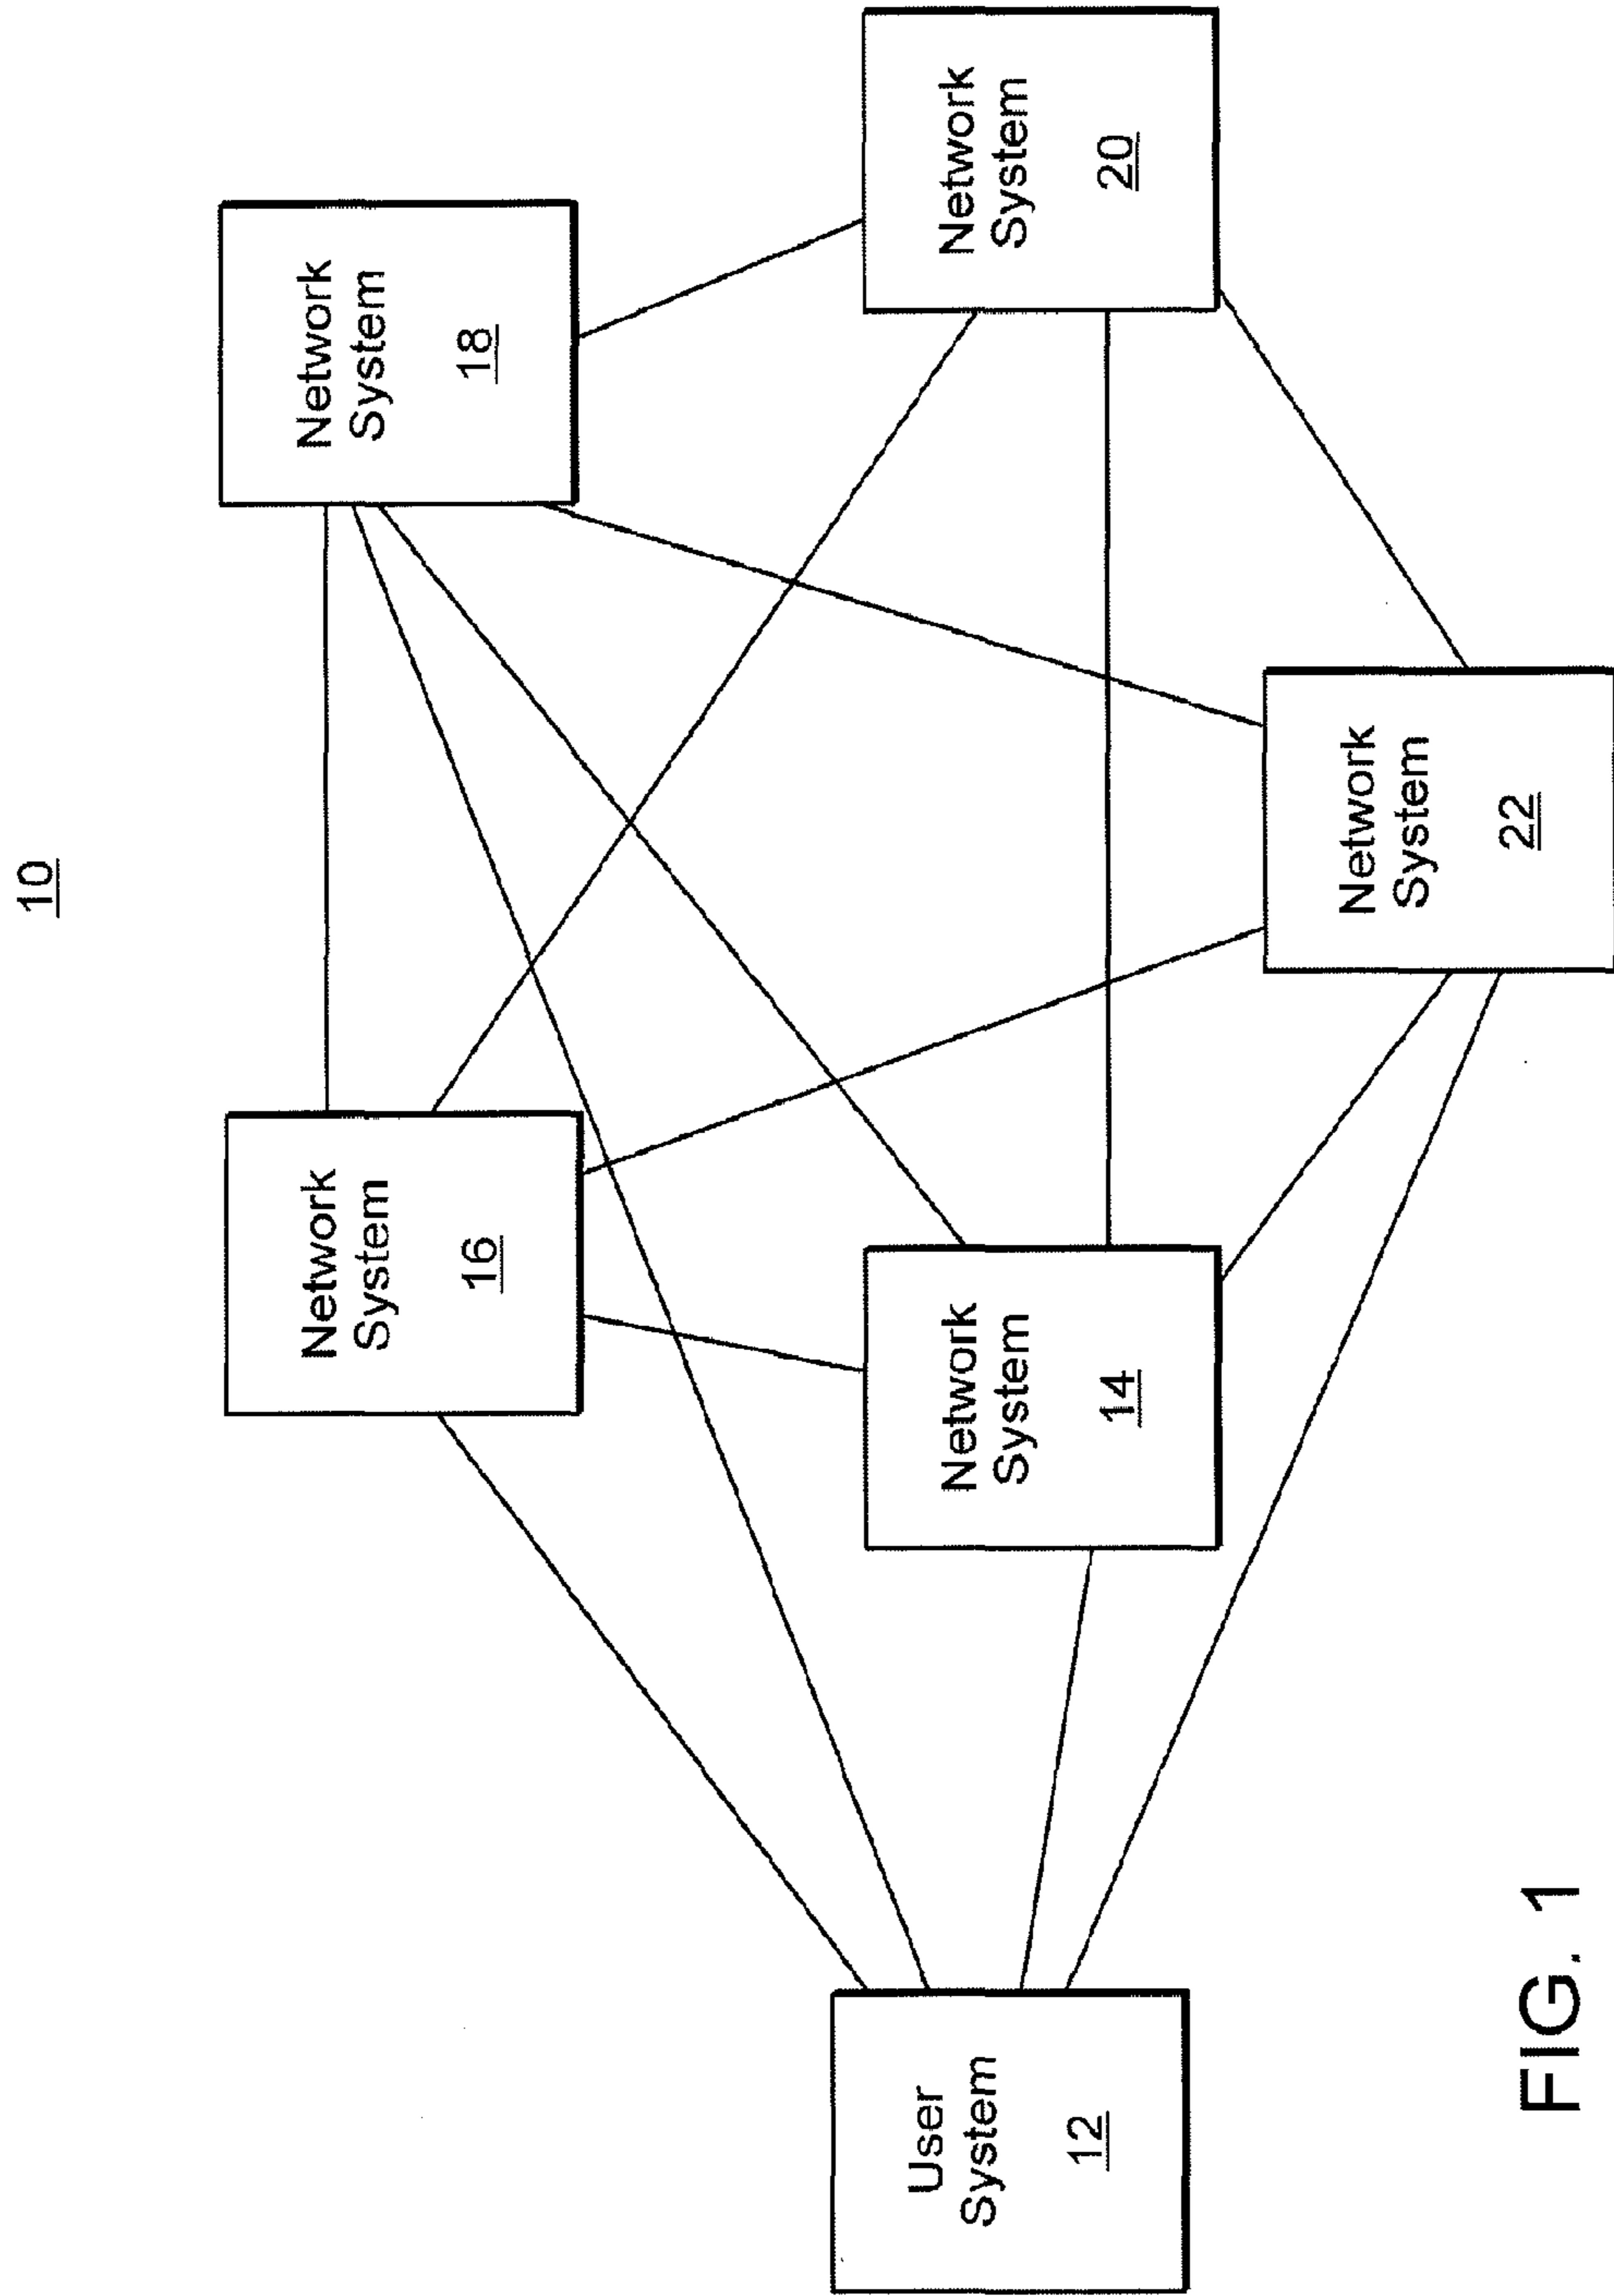 10
Network
System
16
Network
System
18
User
System
12
Network
System
14
Network
System
20
Network
System
22
FIG. 1